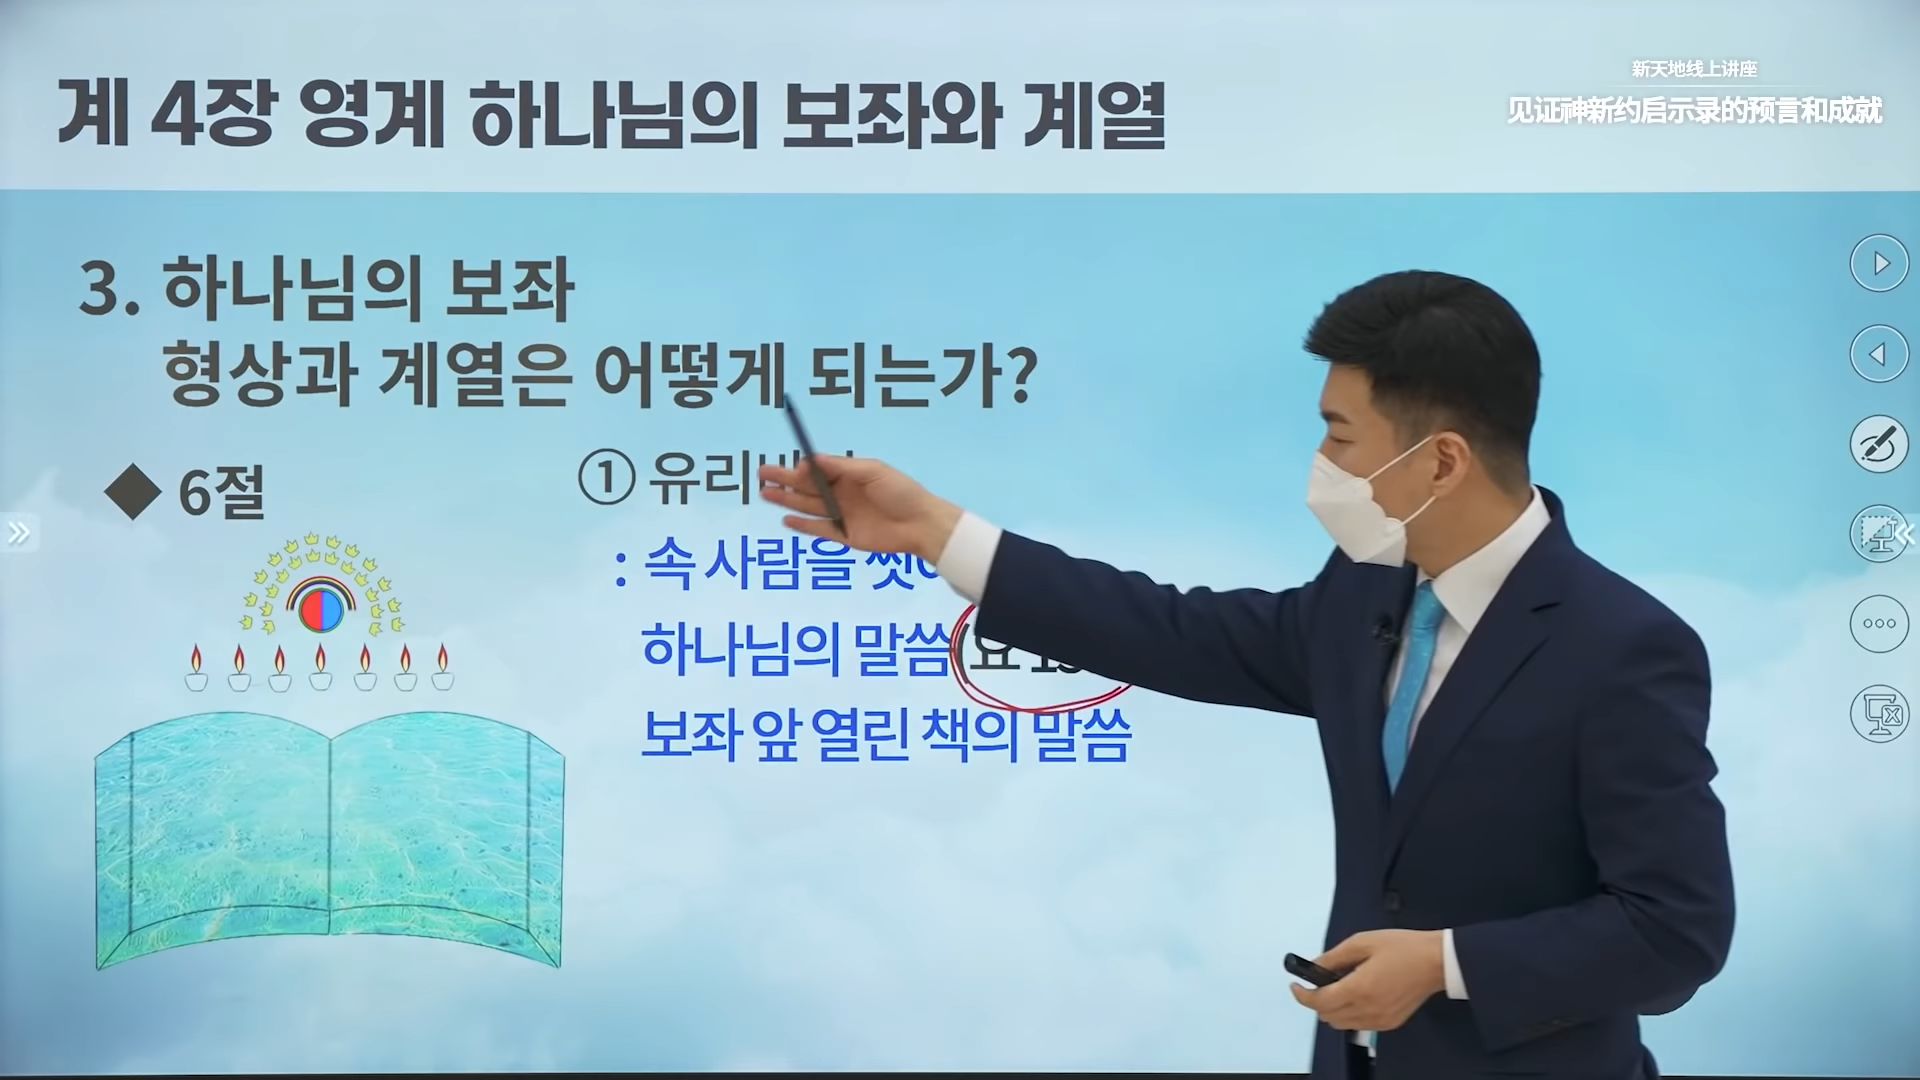 계 4장 영계 하나님의 보좌와 계열
新天地线上讲座
见证神新约启示录的预言和成就
3. 하나님의 보좌
형상과 계열은 어떻게 되는가?
◆ 6절
① 유리
: 속 사람을
하나님의 말씀(요
보좌 앞 열린 책의 말씀